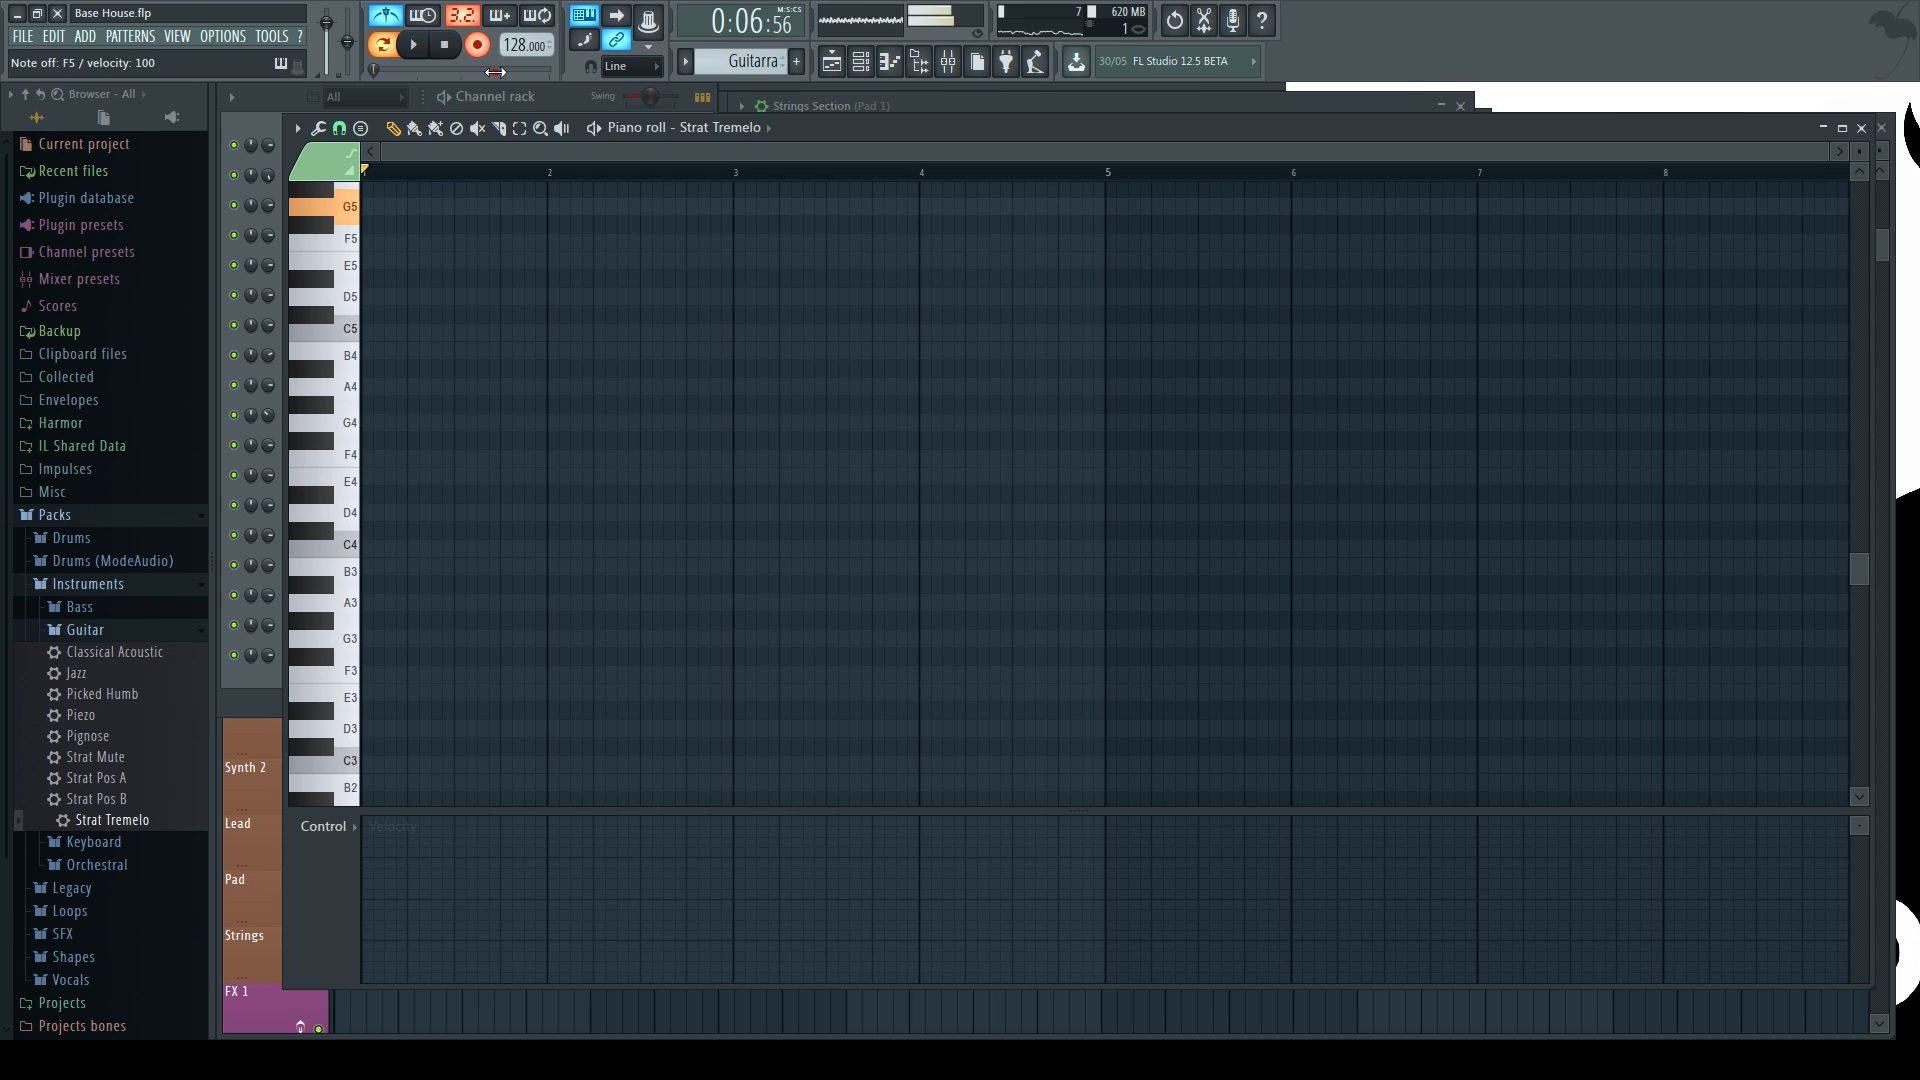 Base House.flp
FILE EDIT ADD PATTERNS VIEW OPTIONS TOOLS ?
Note off: F5 / velocity: 100
3.2.
128.000
Line
0:06:56
M:S:CS
Guitarra
7
620 MB
1
30/05 FL Studio 12.5 BETA
Browser - All
All
Channel rack
Swing
Strings Section (Pad 1)
Piano roll - Strat Tremelo
Current project
Recent files
Plugin database
Plugin presets
Channel presets
Mixer presets
Scores
Backup
Clipboard files
Collected
Envelopes
Harmor
IL Shared Data
Impulses
Misc
Packs
Drums
Drums (ModeAudio)
Instruments
Bass
Guitar
Classical Acoustic
Jazz
Picked Humb
Piezo
Pignose
Strat Mute
Strat Pos A
Strat Pos B
Strat Tremelo
Keyboard
Orchestral
Legacy
Loops
SFX
Shapes
Vocals
Projects
Projects bones
2 3 4 5 6 7 8
G5
F5
E5
D5
C5
B4
A4
G4
F4
E4
D4
C4
B3
A3
G3
F3
E3
D3
C3
B2
Control
Velocity
Synth 2
Lead
Pad
Strings
FX 1